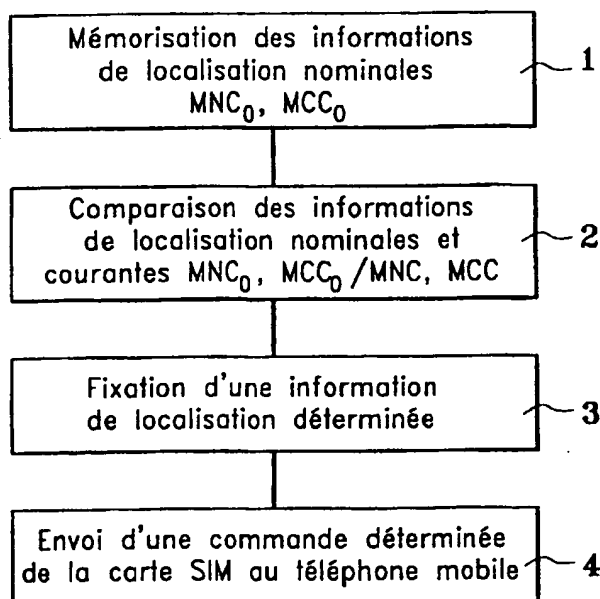 Mémorisation des informations
de localisation nominales
MNC₀, MCC₀
1
Comparaison des informations
de localisation nominales et
courantes MNC₀, MCC₀/MNC, MCC
2
Fixation d'une information
de localisation déterminée
3
Envoi d'une commande déterminée
de la carte SIM au téléphone mobile
4